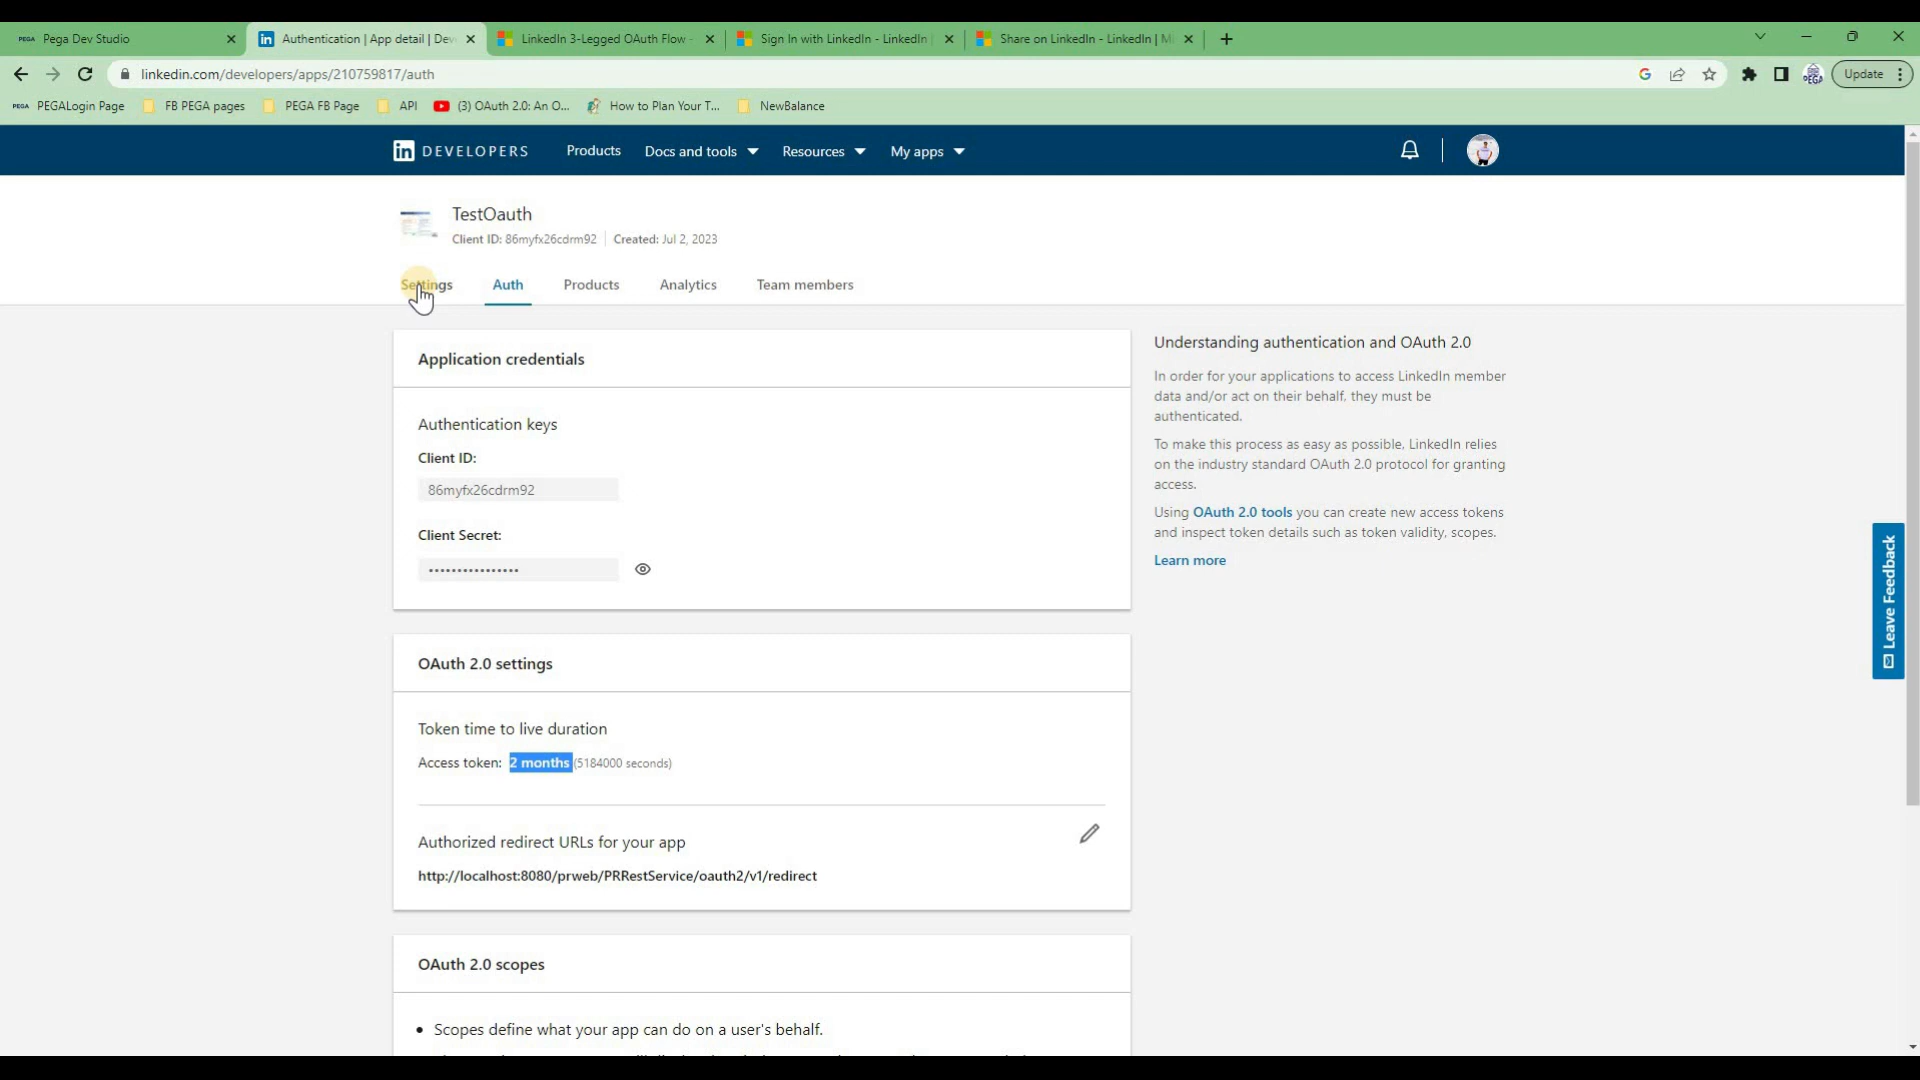 PEGA Pega Dev Studio
Authentication | App detail | Dev
LinkedIn 3-Legged OAuth Flow -
Sign In with LinkedIn - LinkedIn |
Share on LinkedIn - LinkedIn | M
linkedin.com/developers/apps/210759817/auth
G
PEGA
Update
PEGA PEGALogin Page
FB PEGA pages
PEGA FB Page
API
(3) OAuth 2.0: An O...
How to Plan Your T...
NewBalance
in DEVELOPERS
Products
Docs and tools
Resources
My apps
TestOauth
Client ID: 86myfx26cdrm92
Created: Jul 2, 2023
Settings
Auth
Products
Analytics
Team members
Application credentials
Authentication keys
Client ID:
86myfx26cdrm92
Client Secret:
••••••••••••••••
OAuth 2.0 settings
Token time to live duration
Access token: 2 months (5184000 seconds)
Authorized redirect URLs for your app
http://localhost:8080/prweb/PRRestService/oauth2/v1/redirect
OAuth 2.0 scopes
• Scopes define what your app can do on a user's behalf.
Understanding authentication and OAuth 2.0
In order for your applications to access LinkedIn member
data and/or act on their behalf, they must be
authenticated.
To make this process as easy as possible, LinkedIn relies
on the industry standard OAuth 2.0 protocol for granting
access.
Using OAuth 2.0 tools you can create new access tokens
and inspect token details such as token validity, scopes.
Learn more
Leave Feedback